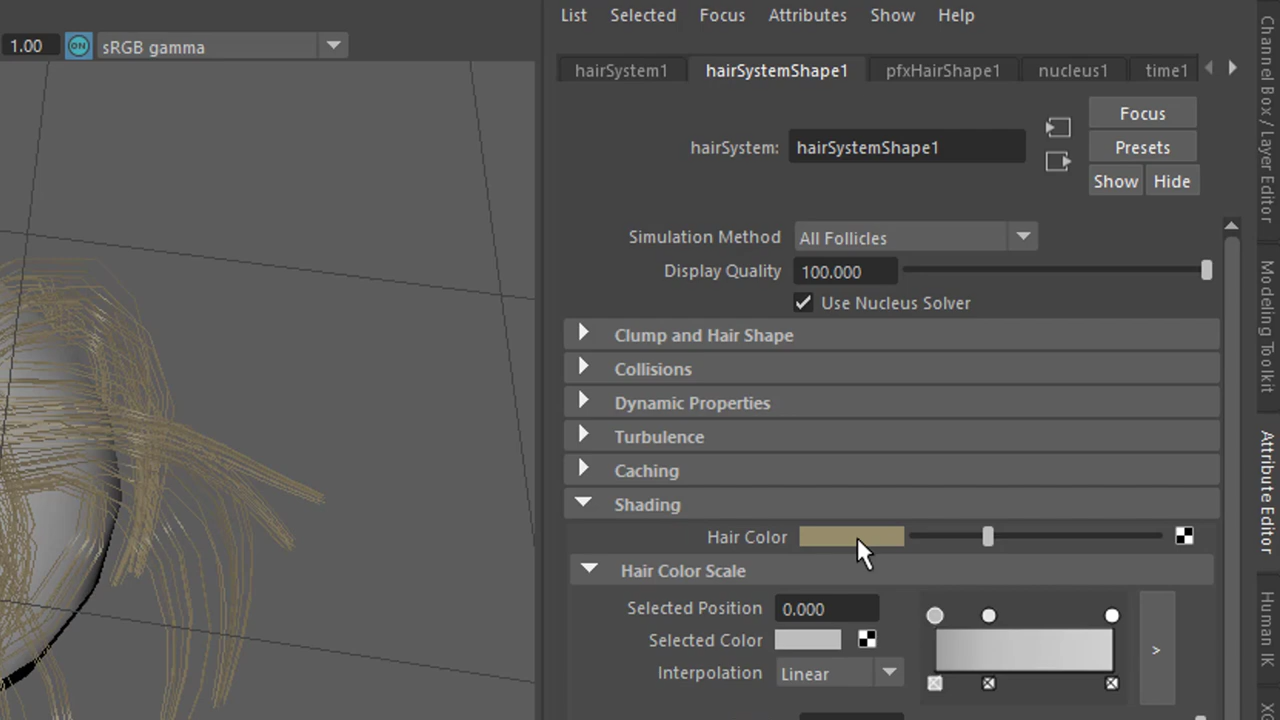 List Selected Focus Attributes Show Help
1.00 ON sRGB gamma
hairSystem1 hairSystemShape1 pfxHairShape1 nucleus1 time1
Focus
hairSystem: hairSystemShape1 Presets
Show Hide
Simulation Method All Follicles
Display Quality 100.000
Use Nucleus Solver
Clump and Hair Shape
Collisions
Dynamic Properties
Turbulence
Caching
Shading
Hair Color
Hair Color Scale
Selected Position 0.000
Selected Color
>
Interpolation Linear
Channel Box / Layer Editor
Modeling Toolkit
Attribute Editor
Human IK